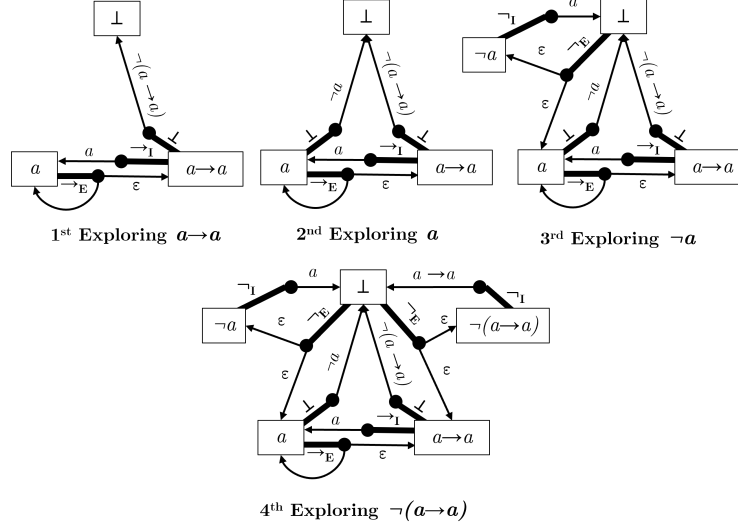 ⊥
¬(a→a)
⊥
a
→I
a
a→a
→E
ε
1st Exploring a→a
⊥
¬a
¬(a→a)
⊥
⊥
a
→I
a
a→a
→E
ε
2nd Exploring a
¬I
a
⊥
¬a
ε
¬E
ε
¬a
¬(a→a)
⊥
⊥
a
→I
a
a→a
→E
ε
3rd Exploring ¬a
¬I
a
⊥
a→a
¬I
¬a
ε
¬E
¬E
ε
¬(a→a)
ε
¬a
¬(a→a)
ε
⊥
⊥
a
→I
a
a→a
→E
ε
4th Exploring ¬(a→a)